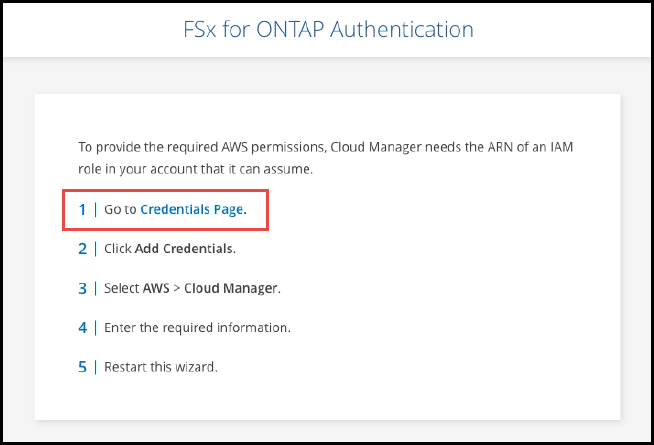 FSx for ONTAP Authentication
To provide the required AWS permissions, Cloud Manager needs the ARN of an IAM
role in your account that it can assume.
1 | Go to Credentials Page.
2 | Click Add Credentials.
3 | Select AWS > Cloud Manager.
4 | Enter the required information.
5 | Restart this wizard.